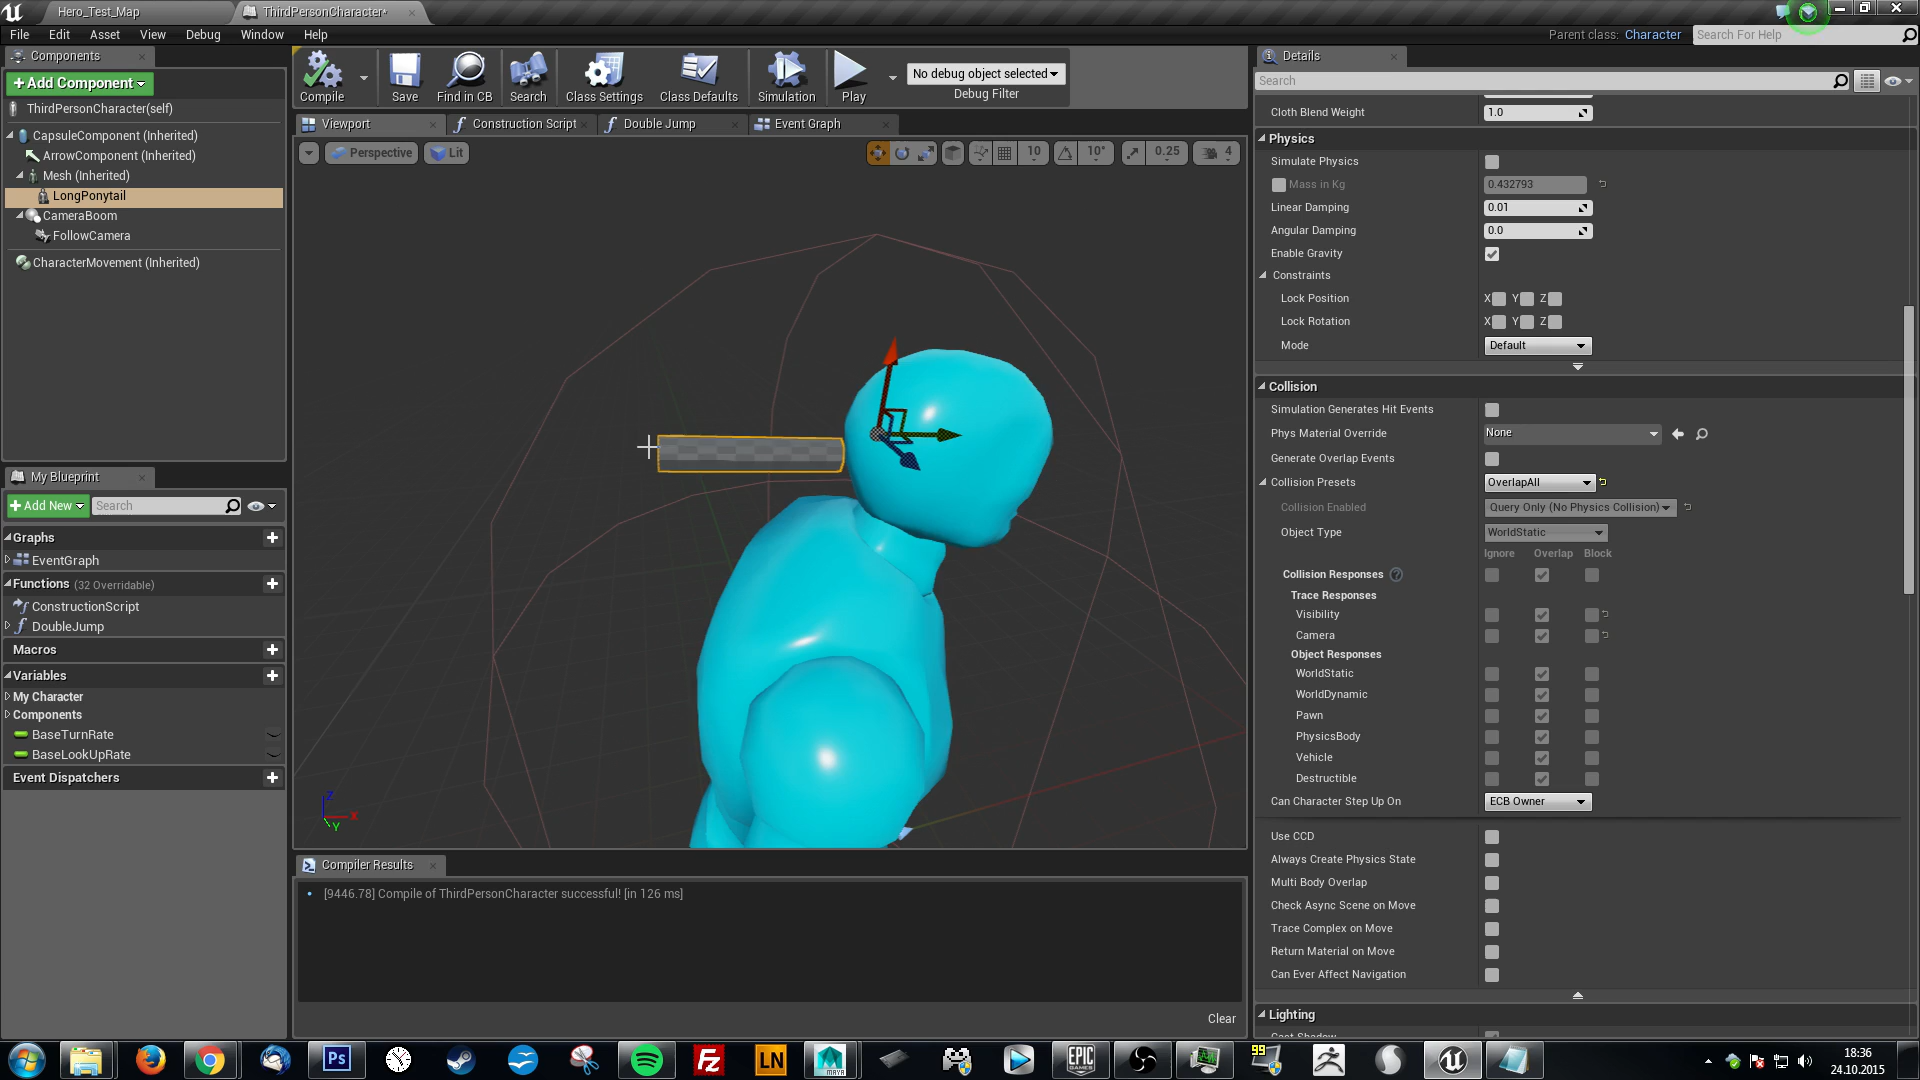 Hero_Test_Map
ThirdPersonCharacter*
File Edit Asset View Debug Window Help
Parent class: Character
Search For Help
Components
+Add Component
ThirdPersonCharacter(self)
CapsuleComponent (Inherited)
ArrowComponent (Inherited)
Mesh (Inherited)
LongPonytail
CameraBoom
FollowCamera
CharacterMovement (Inherited)
My Blueprint
+Add New
Search
Graphs
EventGraph
Functions (32 Overridable)
ConstructionScript
DoubleJump
Macros
Variables
My Character
Components
BaseTurnRate
BaseLookUpRate
Event Dispatchers
Compile
Save
Find in CB
Search
Class Settings
Class Defaults
Simulation
Play
No debug object selected
Debug Filter
Viewport
Construction Script
Double Jump
Event Graph
Perspective
Lit
10
10°
0.25
4
Z
X
Y
Compiler Results
• [9446.78] Compile of ThirdPersonCharacter successful! [in 126 ms]
Clear
Details
Search
Cloth Blend Weight 1.0
Physics
Simulate Physics
Mass in Kg 0.432793
Linear Damping 0.01
Angular Damping 0.0
Enable Gravity
Constraints
Lock Position X Y Z
Lock Rotation X Y Z
Mode Default
Collision
Simulation Generates Hit Events
Phys Material Override None
Generate Overlap Events
Collision Presets OverlapAll
Collision Enabled Query Only (No Physics Collision)
Object Type WorldStatic
Ignore Overlap Block
Collision Responses ?
Trace Responses
Visibility
Camera
Object Responses
WorldStatic
WorldDynamic
Pawn
PhysicsBody
Vehicle
Destructible
Can Character Step Up On ECB Owner
Use CCD
Always Create Physics State
Multi Body Overlap
Check Async Scene on Move
Trace Complex on Move
Return Material on Move
Can Ever Affect Navigation
Lighting
Cast Shadow
Ps
Fz
LN
MAYA
EPIC
GAMES
99
18:36
24.10.2015